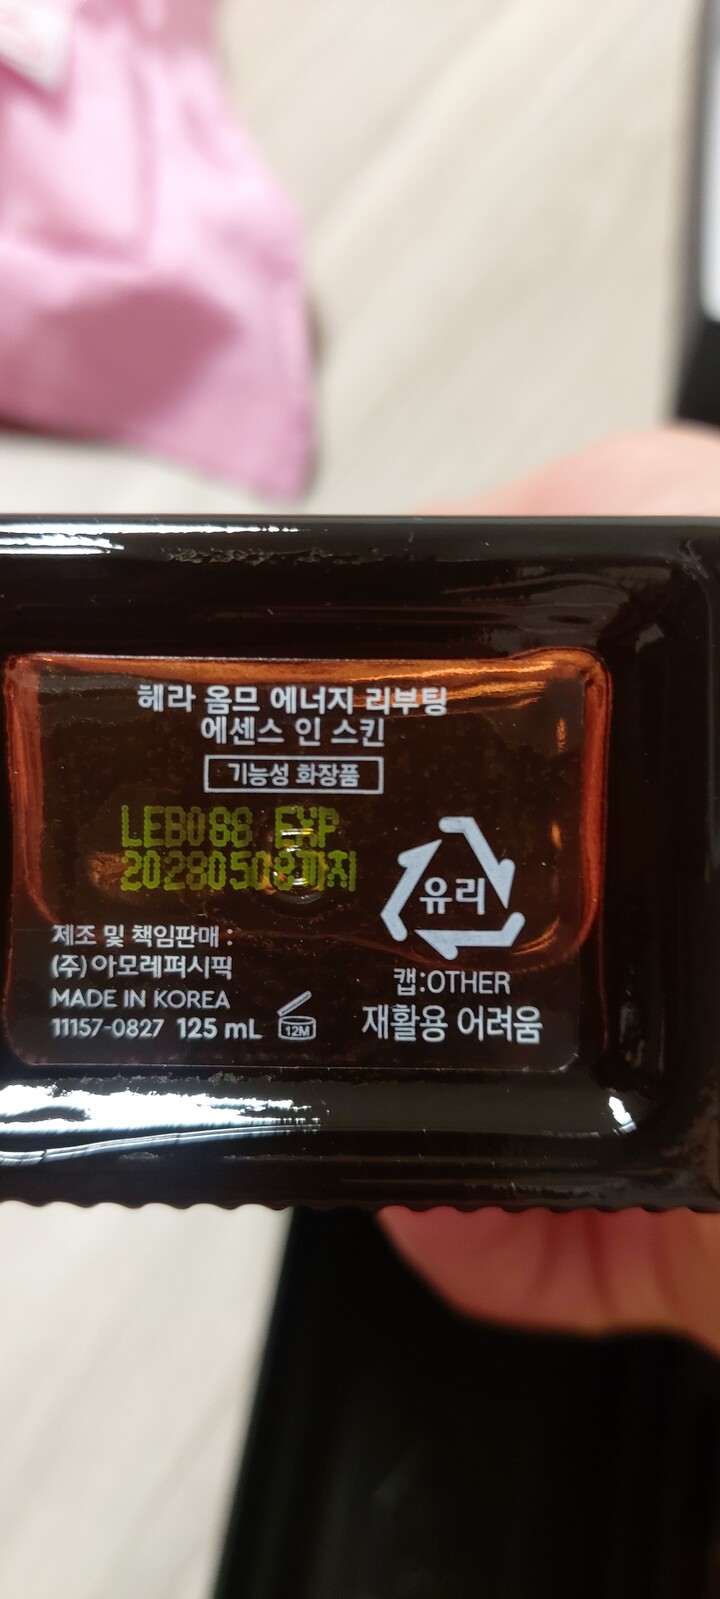 헤라 옴므 에너지 리부팅
에센스 인 스킨
기능성 화장품
LEB088 EXP
20280508까지
유리
캡:OTHER
재활용 어려움
제조 및 책임판매 :
(주)아모레퍼시픽
MADE IN KOREA
11157-0827 125 mL
12M